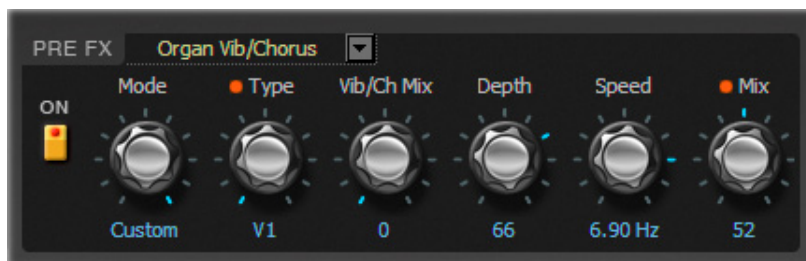 PRE FX Organ Vib/Chorus
Mode Type Vib/Ch Mix Depth Speed Mix
ON
Custom V1 0 66 6.90 Hz 52